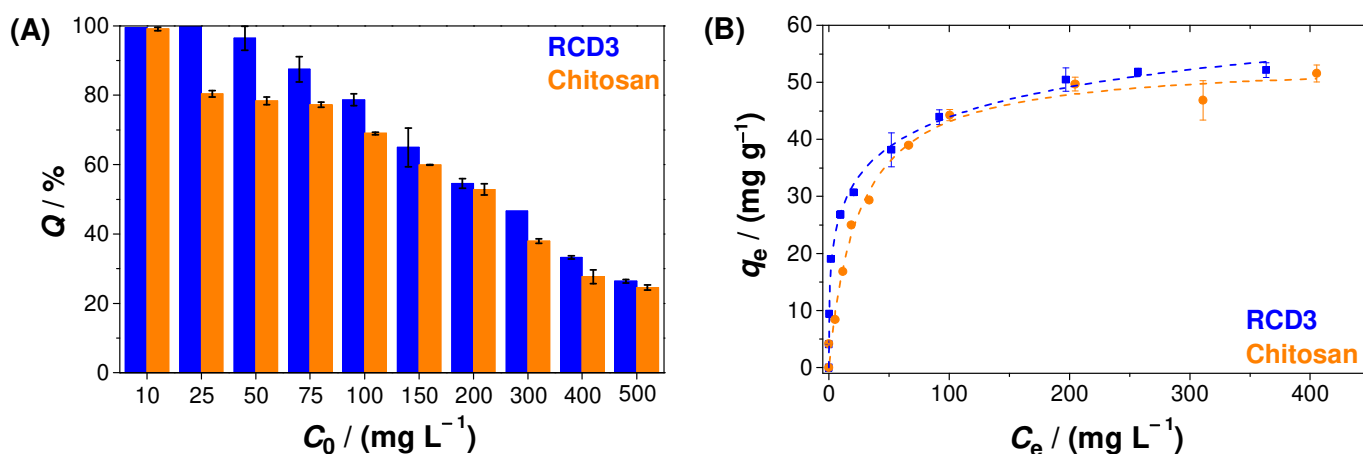 (A)
100
80
60
40
20
0
Q / %
RCD3
Chitosan
10 25 50 75 100 150 200 300 400 500
C₀ / (mg L⁻¹)
(B)
60
50
40
30
20
10
0
qₑ / (mg g⁻¹)
RCD3
Chitosan
0 100 200 300 400
Cₑ / (mg L⁻¹)